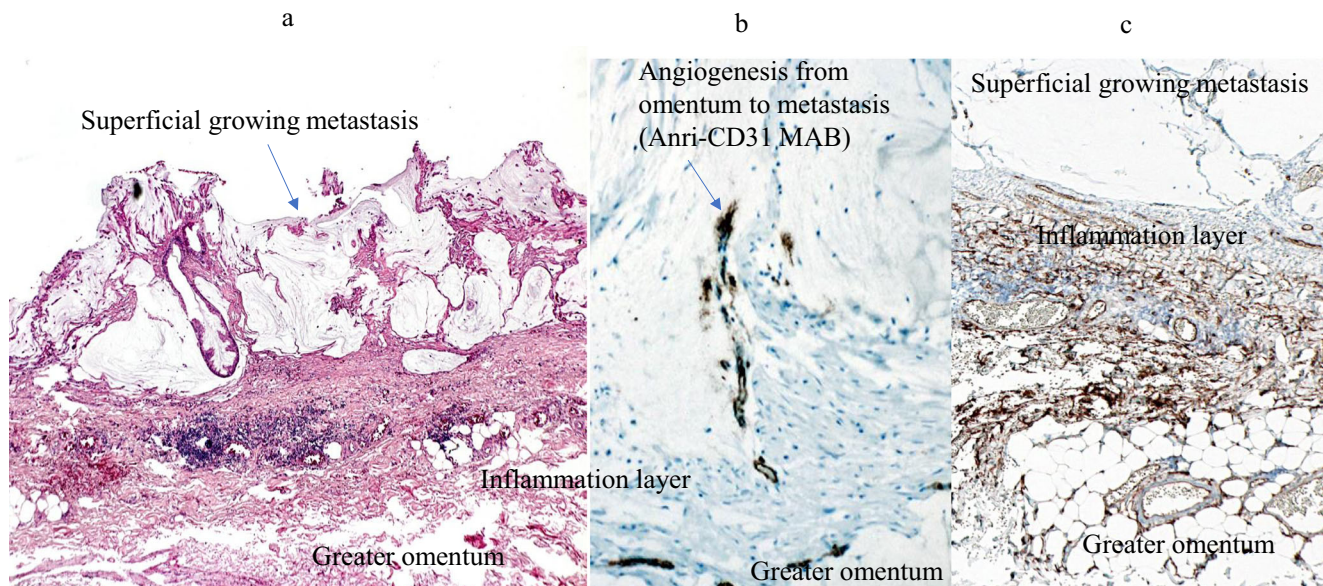 a
Superficial growing metastasis
Inflammation layer
Greater omentum
b
Angiogenesis from
omentum to metastasis
(Anri-CD31 MAB)
Greater omentum
c
Superficial growing metastasis
Inflammation layer
Greater omentum